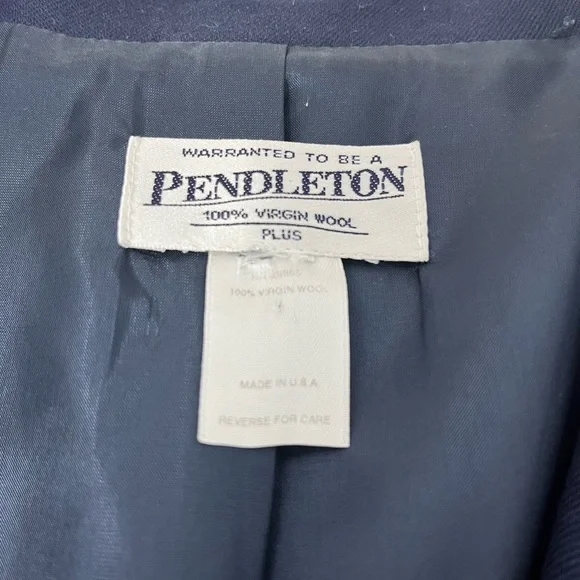 WARRANTED TO BE A
PENDLETON
100% VIRGIN WOOL
PLUS
100% VIRGIN WOOL
MADE IN U S A
REVERSE FOR CARE